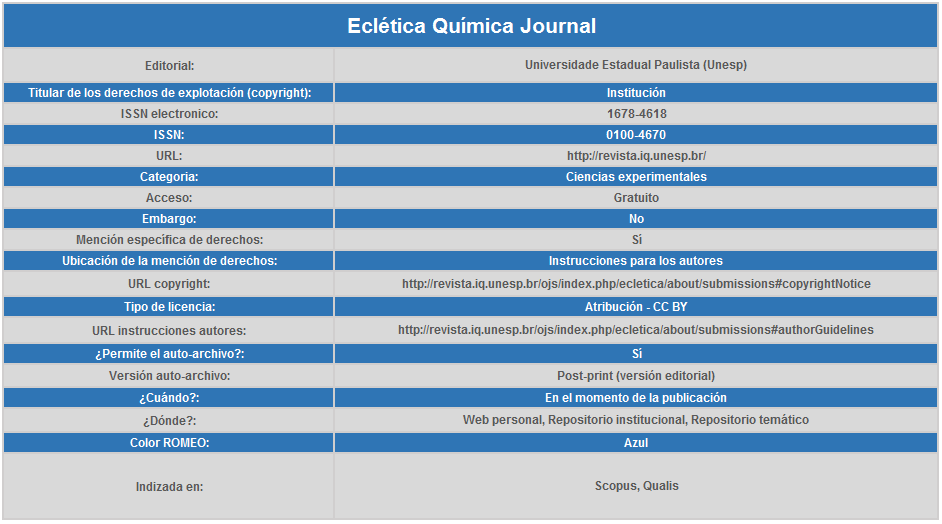 Eclética Química Journal
Editorial: Universidade Estadual Paulista (Unesp)
Titular de los derechos de explotación (copyright): Institución
ISSN electronico: 1678-4618
ISSN: 0100-4670
URL: http://revista.iq.unesp.br/
Categoria: Ciencias experimentales
Acceso: Gratuito
Embargo: No
Mención específica de derechos: Sí
Ubicación de la mención de derechos: Instrucciones para los autores
URL copyright: http://revista.iq.unesp.br/ojs/index.php/ecletica/about/submissions#copyrightNotice
Tipo de licencia: Atribución - CC BY
URL instrucciones autores: http://revista.iq.unesp.br/ojs/index.php/ecletica/about/submissions#authorGuidelines
¿Permite el auto-archivo?: Sì
Versión auto-archivo: Post-print (versión editorial)
¿Cuándo?: En el momento de la publicación
¿Dónde?: Web personal, Repositorio institucional, Repositorio temático
Color ROMEO: Azul
Indizada en: Scopus, Qualis